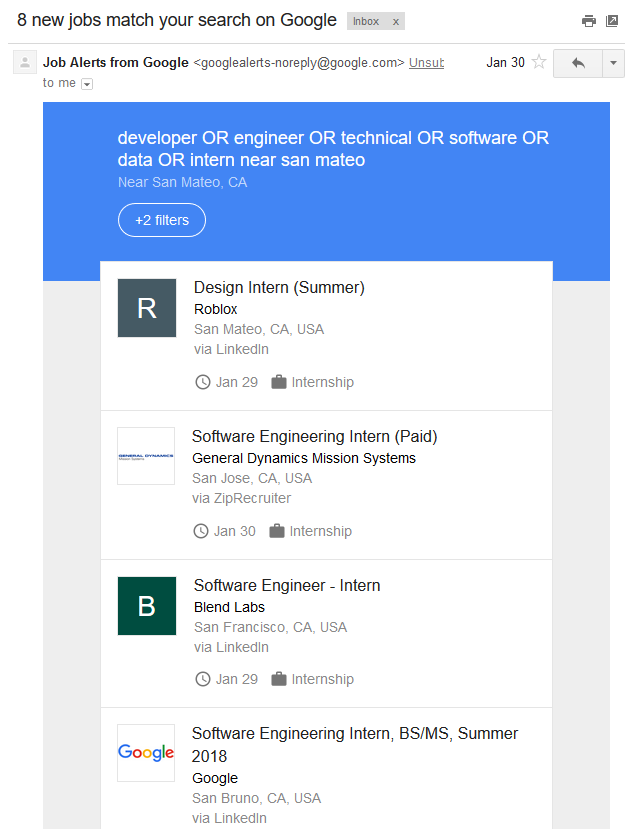 8 new jobs match your search on Google Inbox x
Job Alerts from Google <googlealerts-noreply@google.com> Unsub Jan 30
to me
developer OR engineer OR technical OR software OR
data OR intern near san mateo
Near San Mateo, CA
+2 filters
R
Design Intern (Summer)
Roblox
San Mateo, CA, USA
via LinkedIn
Jan 29 Internship
GENERAL DYNAMICS
Mission Systems
Software Engineering Intern (Paid)
General Dynamics Mission Systems
San Jose, CA, USA
via ZipRecruiter
Jan 30 Internship
B
Software Engineer - Intern
Blend Labs
San Francisco, CA, USA
via LinkedIn
Jan 29 Internship
Google
Software Engineering Intern, BS/MS, Summer
2018
Google
San Bruno, CA, USA
via LinkedIn